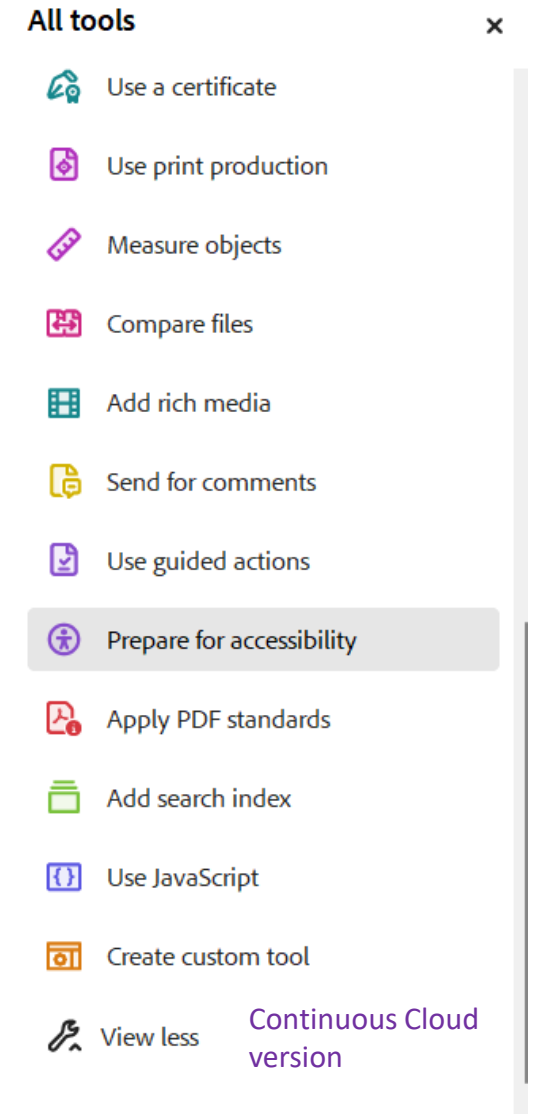 All tools
Use a certificate
Use print production
Measure objects
Compare files
Add rich media
Send for comments
Use guided actions
Prepare for accessibility
Apply PDF standards
Add search index
Use JavaScript
Create custom tool
View less
Continuous Cloud
version